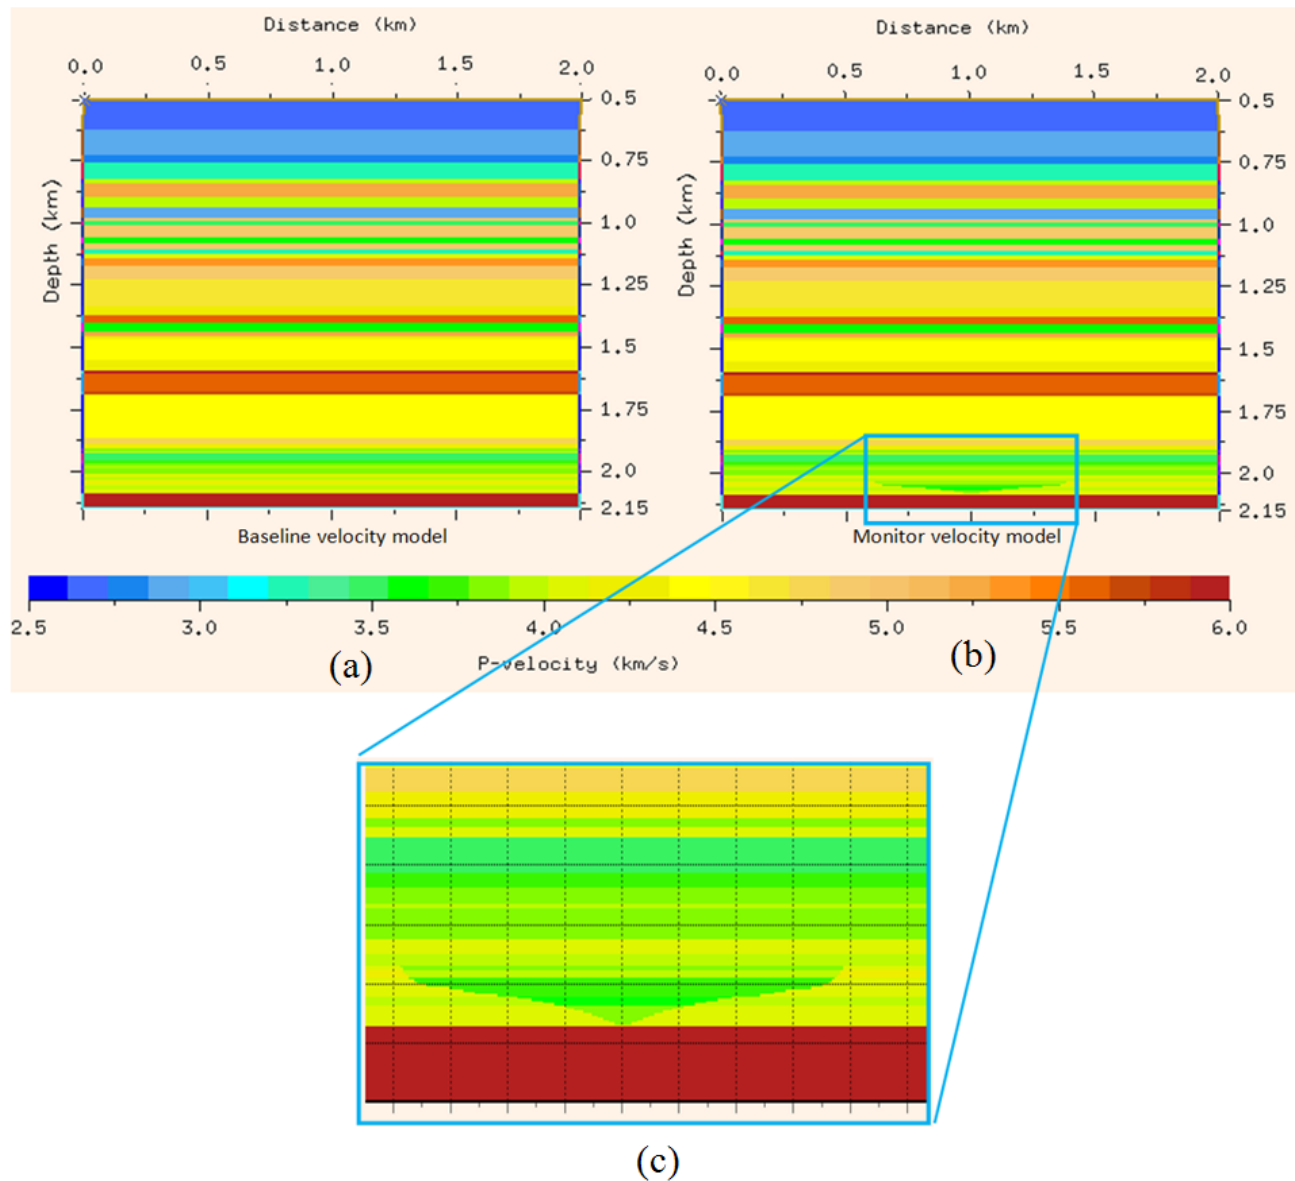 Distance (km)
0.0 0.5 1.0 1.5 2.0
Depth (km)
0.5
0.75
1.0
1.25
1.5
1.75
2.0
2.15
Baseline velocity model
Distance (km)
0.0 0.5 1.0 1.5 2.0
Depth (km)
0.5
0.75
1.0
1.25
1.5
1.75
2.0
2.15
Monitor velocity model
2.5 3.0 3.5 4.0 4.5 5.0 5.5 6.0
P-velocity (km/s)
(a)
(b)
(c)